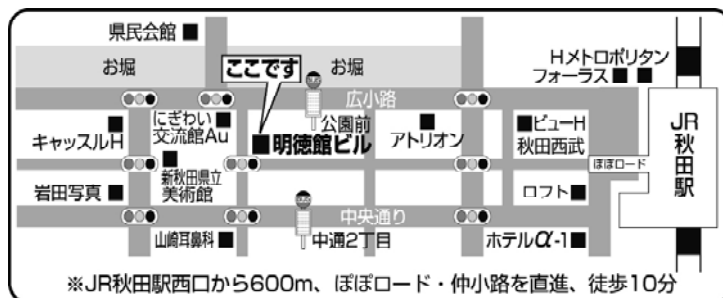 県民会館
お堀
ここです
お堀
Hメトロポリタン
フォーラス
広小路
キャッスルH
にぎわい
交流館Au
公園前
明徳館ビル
アトリオン
ビューH
秋田西武
JR秋田駅
ぽぽロード
新秋田県立
美術館
岩田写真
ロフト
中央通り
山崎耳鼻科
中通2丁目
ホテルα-1
※JR秋田駅西口から600m、ぽぽロード・仲小路を直進、徒歩10分